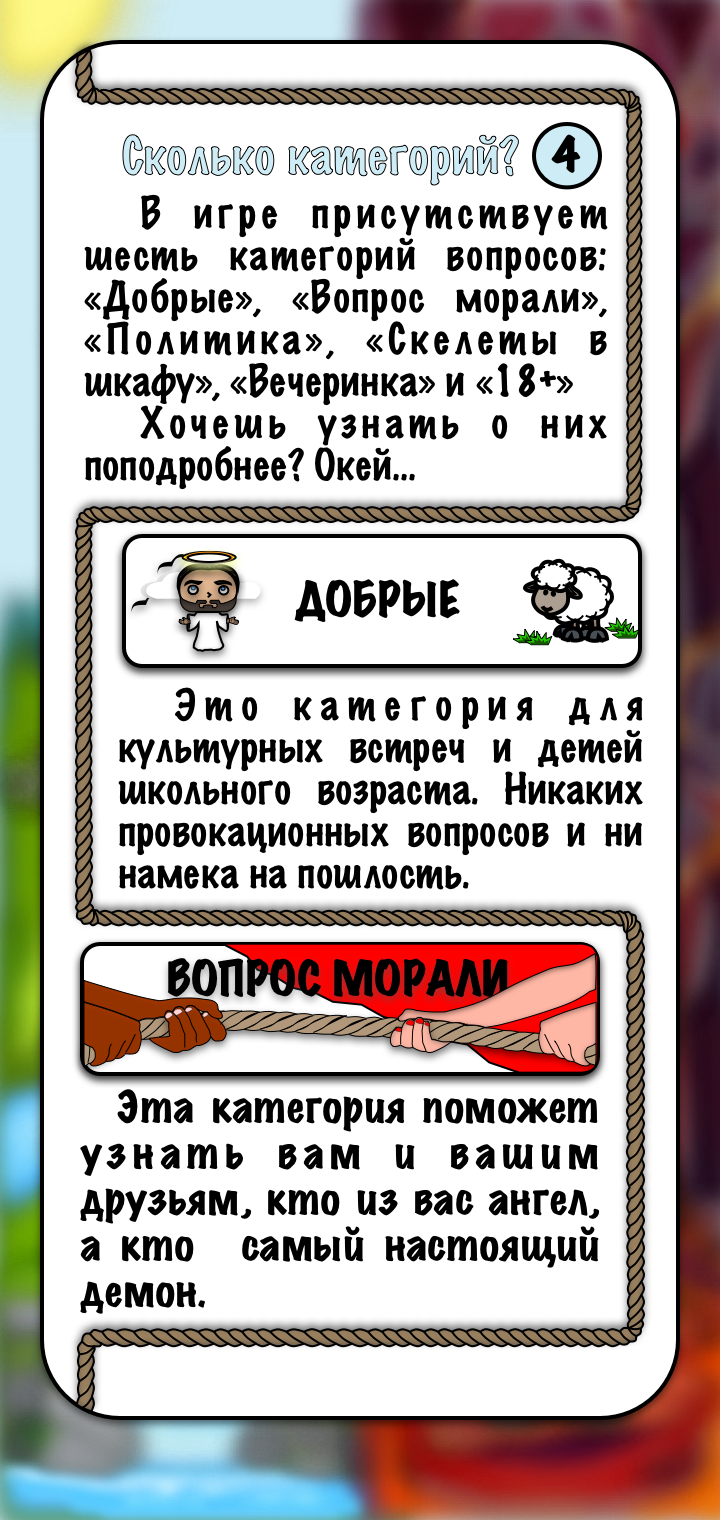 Сколько категорий? 4
В игре присутствует
шесть категорий вопросов:
«Добрые», «Вопрос морали»,
«Политика», «Скелеты в
шкафу», «Вечеринка» и «18+»
Хочешь узнать о них
поподробнее? Окей...
ДОБРЫЕ
Это категория для
культурных встреч и детей
школьного возраста. Никаких
провокационных вопросов и ни
намека на пошлость.
ВОПРОС МОРАЛИ
Эта категория поможет
узнать вам и вашим
друзьям, кто из вас ангел,
а кто самый настоящий
демон.